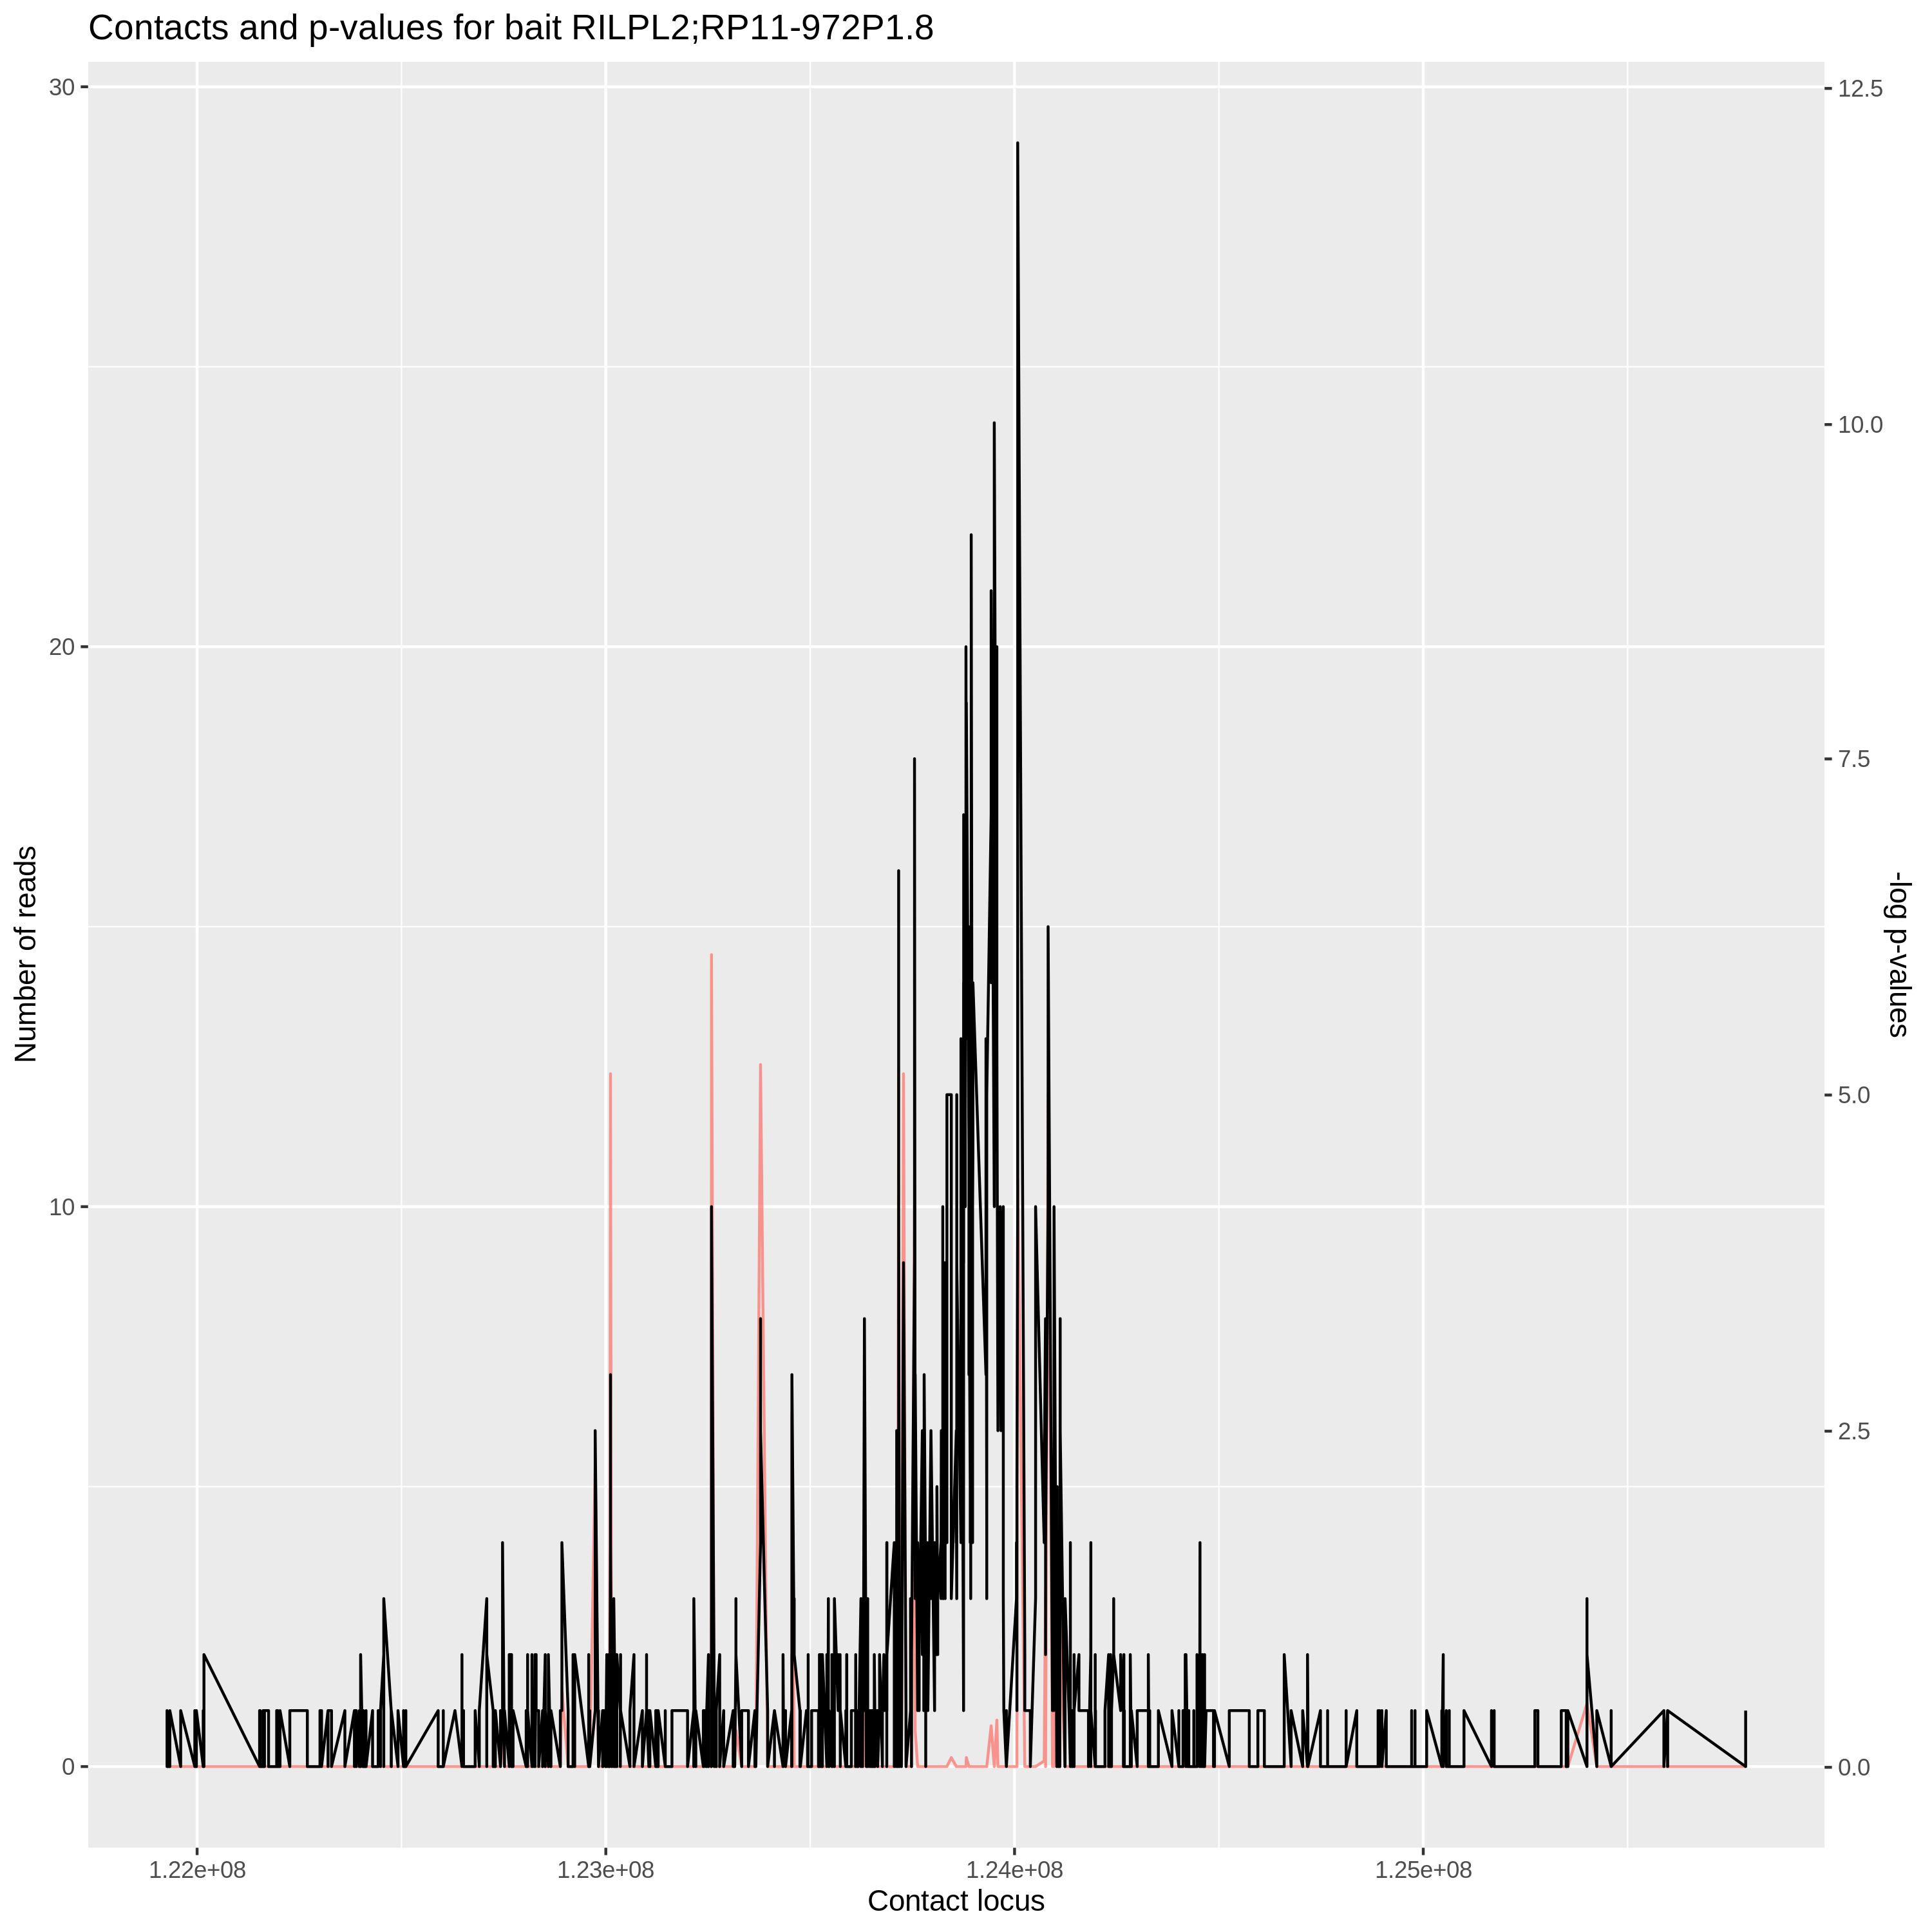 Contacts and p-values for bait RILPL2;RP11-972P1.8
30
20
10
0
12.5
10.0
7.5
5.0
2.5
0.0
Number of reads
-log p-values
1.22e+08
1.23e+08
1.24e+08
1.25e+08
Contact locus